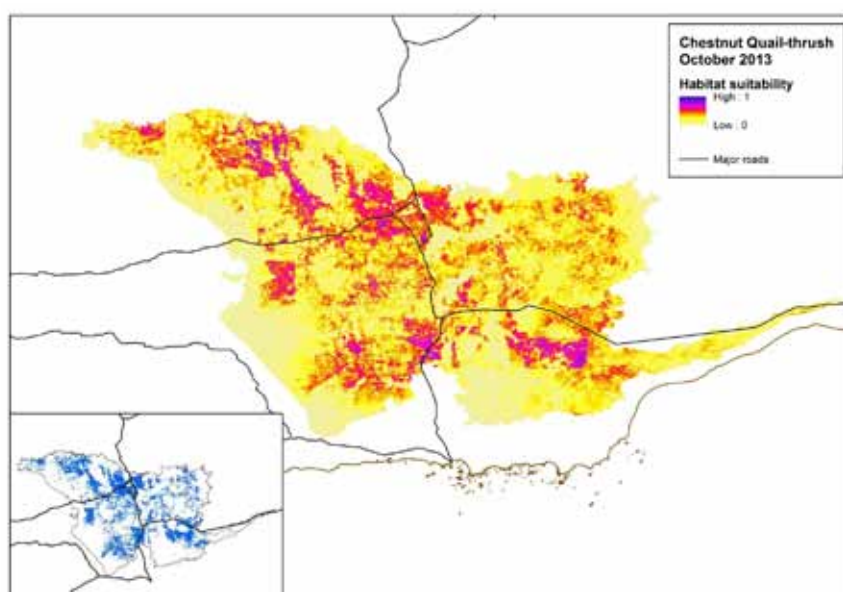 Chestnut Quail-thrush
October 2013
Habitat suitability
High : 1
Low : 0
Major roads